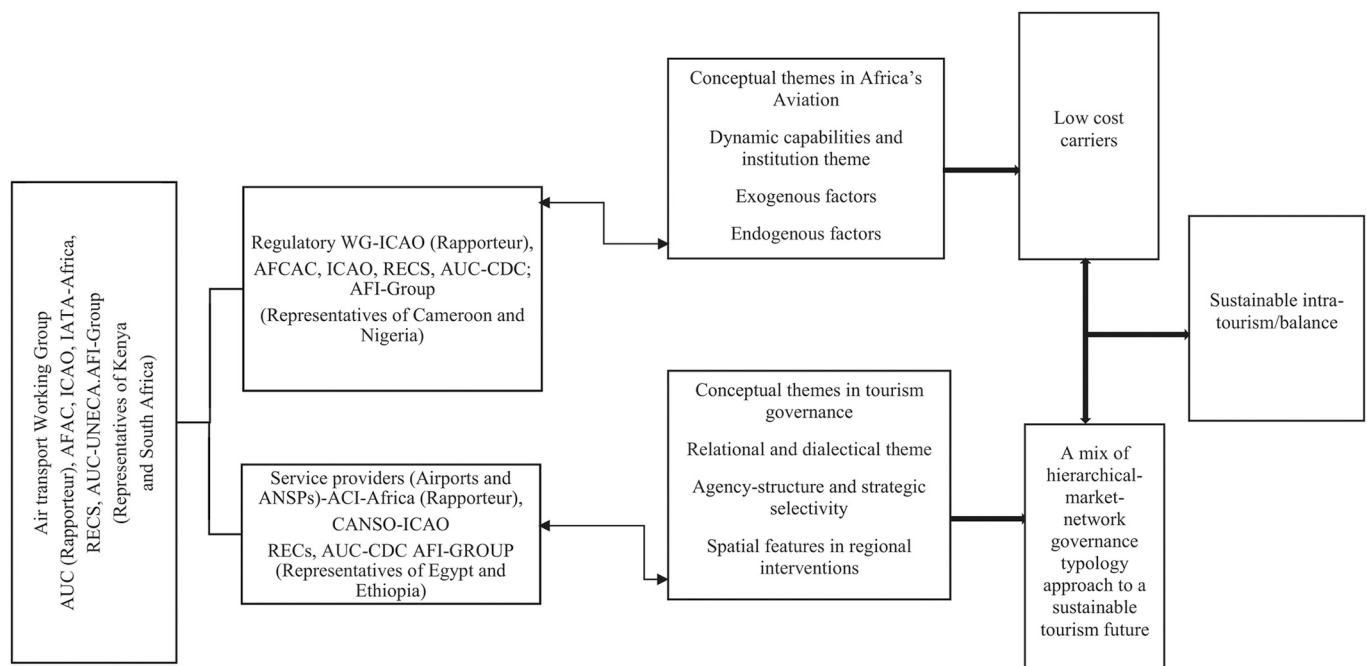 Air transport Working Group
AUC (Rapporteur), AFAC, ICAO, IATA-Africa,
RECS, AUC-UNECA.AFI-Group
(Representatives of Kenya
and South Africa)
Regulatory WG-ICAO (Rapporteur),
AFCAC, ICAO, RECS, AUC-CDC;
AFI-Group
(Representatives of Cameroon and
Nigeria)
Service providers (Airports and
ANSPs)-ACI-Africa (Rapporteur),
CANSO-ICAO
RECs, AUC-CDC AFI-GROUP
(Representatives of Egypt and
Ethiopia)
Conceptual themes in Africa’s
Aviation
Dynamic capabilities and
institution theme
Exogenous factors
Endogenous factors
Conceptual themes in tourism
governance
Relational and dialectical theme
Agency-structure and strategic
selectivity
Spatial features in regional
interventions
Low cost
carriers
A mix of
hierarchical-
market-
network
governance
typology
approach to a
sustainable
tourism future
Sustainable intra-
tourism/balance